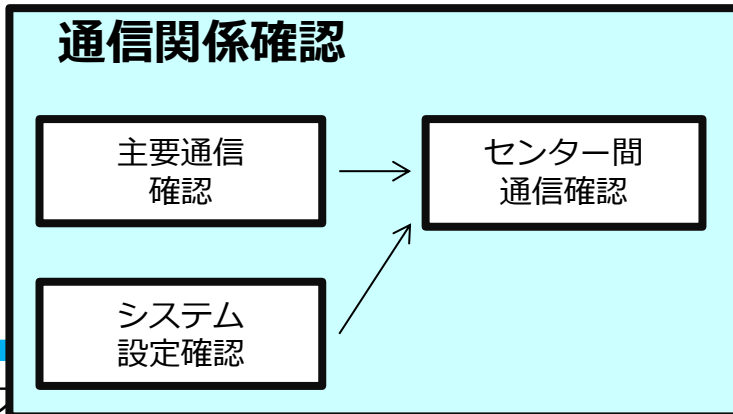 通信関係確認
主要通信
確認
センター間
通信確認
システム
設定確認